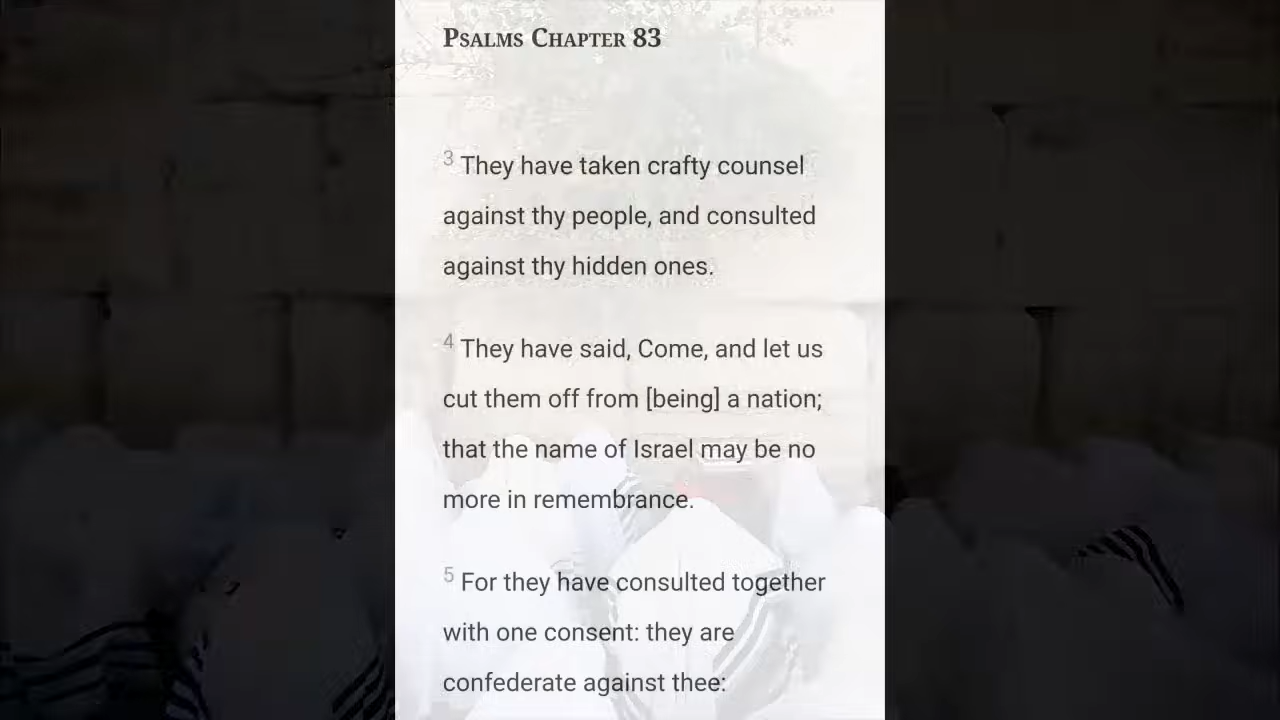 Psalms Chapter 83
3 They have taken crafty counsel
against thy people, and consulted
against thy hidden ones.
4 They have said, Come, and let us
cut them off from [being] a nation;
that the name of Israel may be no
more in remembrance.
5 For they have consulted together
with one consent: they are
confederate against thee: